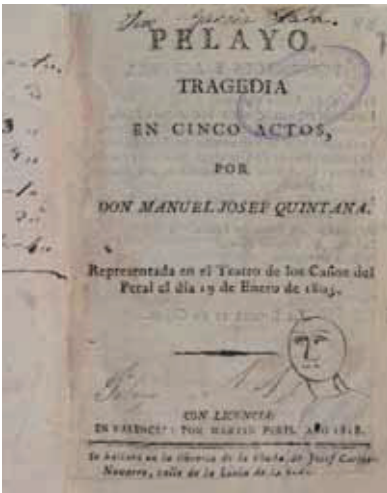 PELAYO.
TRAGEDIA
EN CINCO ACTOS,
POR
DON MANUEL JOSEF QUINTANA.
Representada en el Teatro de los Caños del
Peral el día 19 de Enero de 1805.
CON LICENCIA:
EN VALENCIA: POR MARTIN PERIS. AÑO 1818.
Se hallará en la librería de la Viuda de Josef Carlos
Navarro, calle de la Lonja de la Seda.